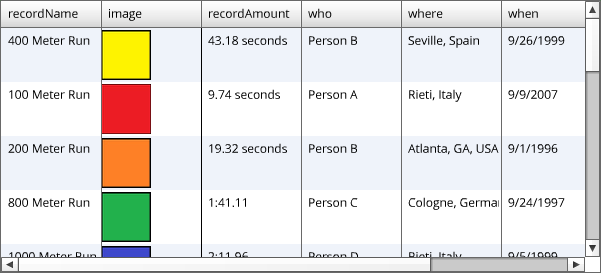 recordName image recordAmount who where when
400 Meter Run 43.18 seconds Person B Seville, Spain 9/26/1999
100 Meter Run 9.74 seconds Person A Rieti, Italy 9/9/2007
200 Meter Run 19.32 seconds Person B Atlanta, GA, USA 9/1/1996
800 Meter Run 1:41.11 Person C Cologne, Germa 9/24/1997
1000 Meter Run 2:11.96 Person D Rieti, Italy 9/5/1999